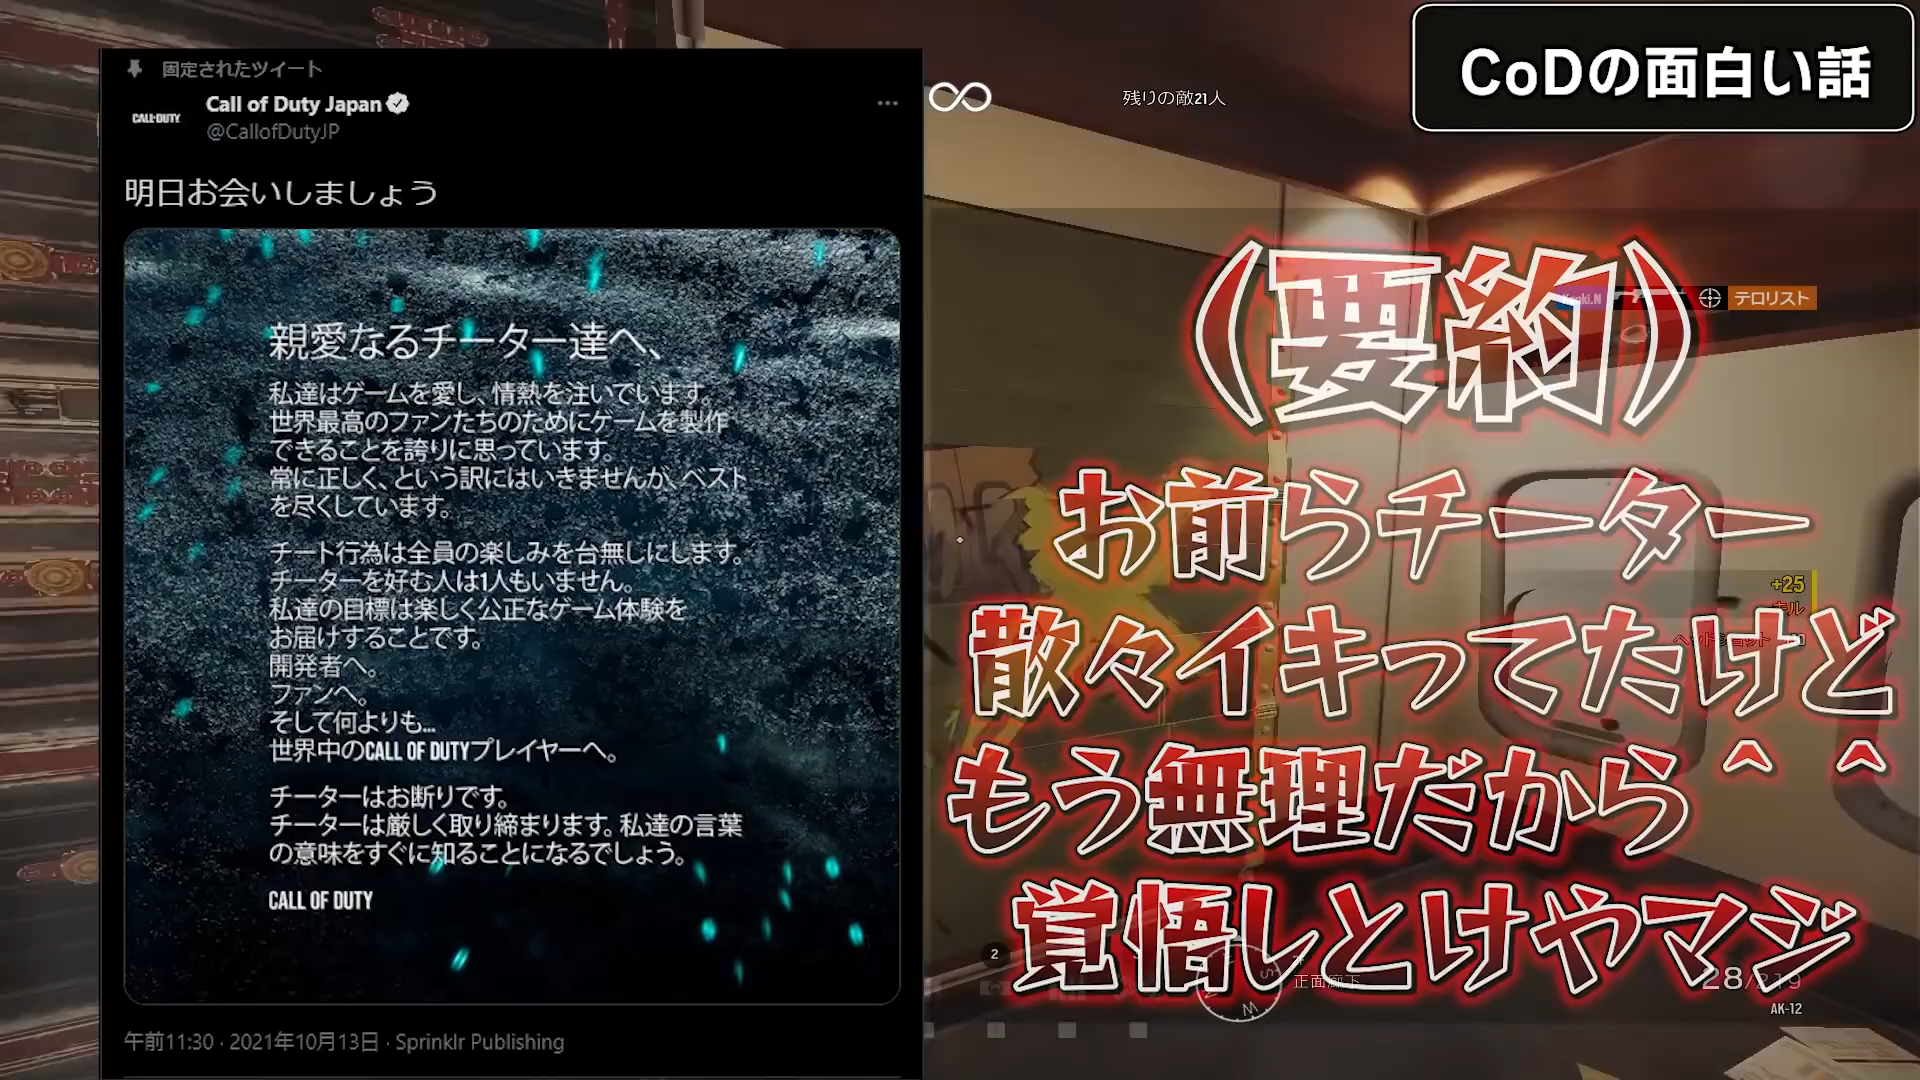 固定されたツイート
CALL OF DUTY
Call of Duty Japan
@CallofDutyJP
明日お会いしましょう
親愛なるチーター達へ、
私達はゲームを愛し、情熱を注いでいます。
世界最高のファンたちのためにゲームを製作
できることを誇りに思っています。
常に正しく、という訳にはいきませんが、ベスト
を尽くしています。
チート行為は全員の楽しみを台無しにします。
チーターを好む人は1人もいません。
私達の目標は楽しく公正なゲーム体験を
お届けすることです。
開発者へ。
ファンへ。
そして何よりも...
世界中のCALL OF DUTYプレイヤーへ。
チーターはお断りです。
チーターは厳しく取り締まります。私達の言葉
の意味をすぐに知ることになるでしょう。
CALL OF DUTY
午前11:30 · 2021年10月13日 · Sprinklr Publishing
残りの敵21人
CoDの面白い話
（要約）
テロリスト
お前らチーター
+25
キル
散々イキってたけど
もう無理だから＾＾
覚悟しとけやマジ
2
正面廊下
28/219
AK-12